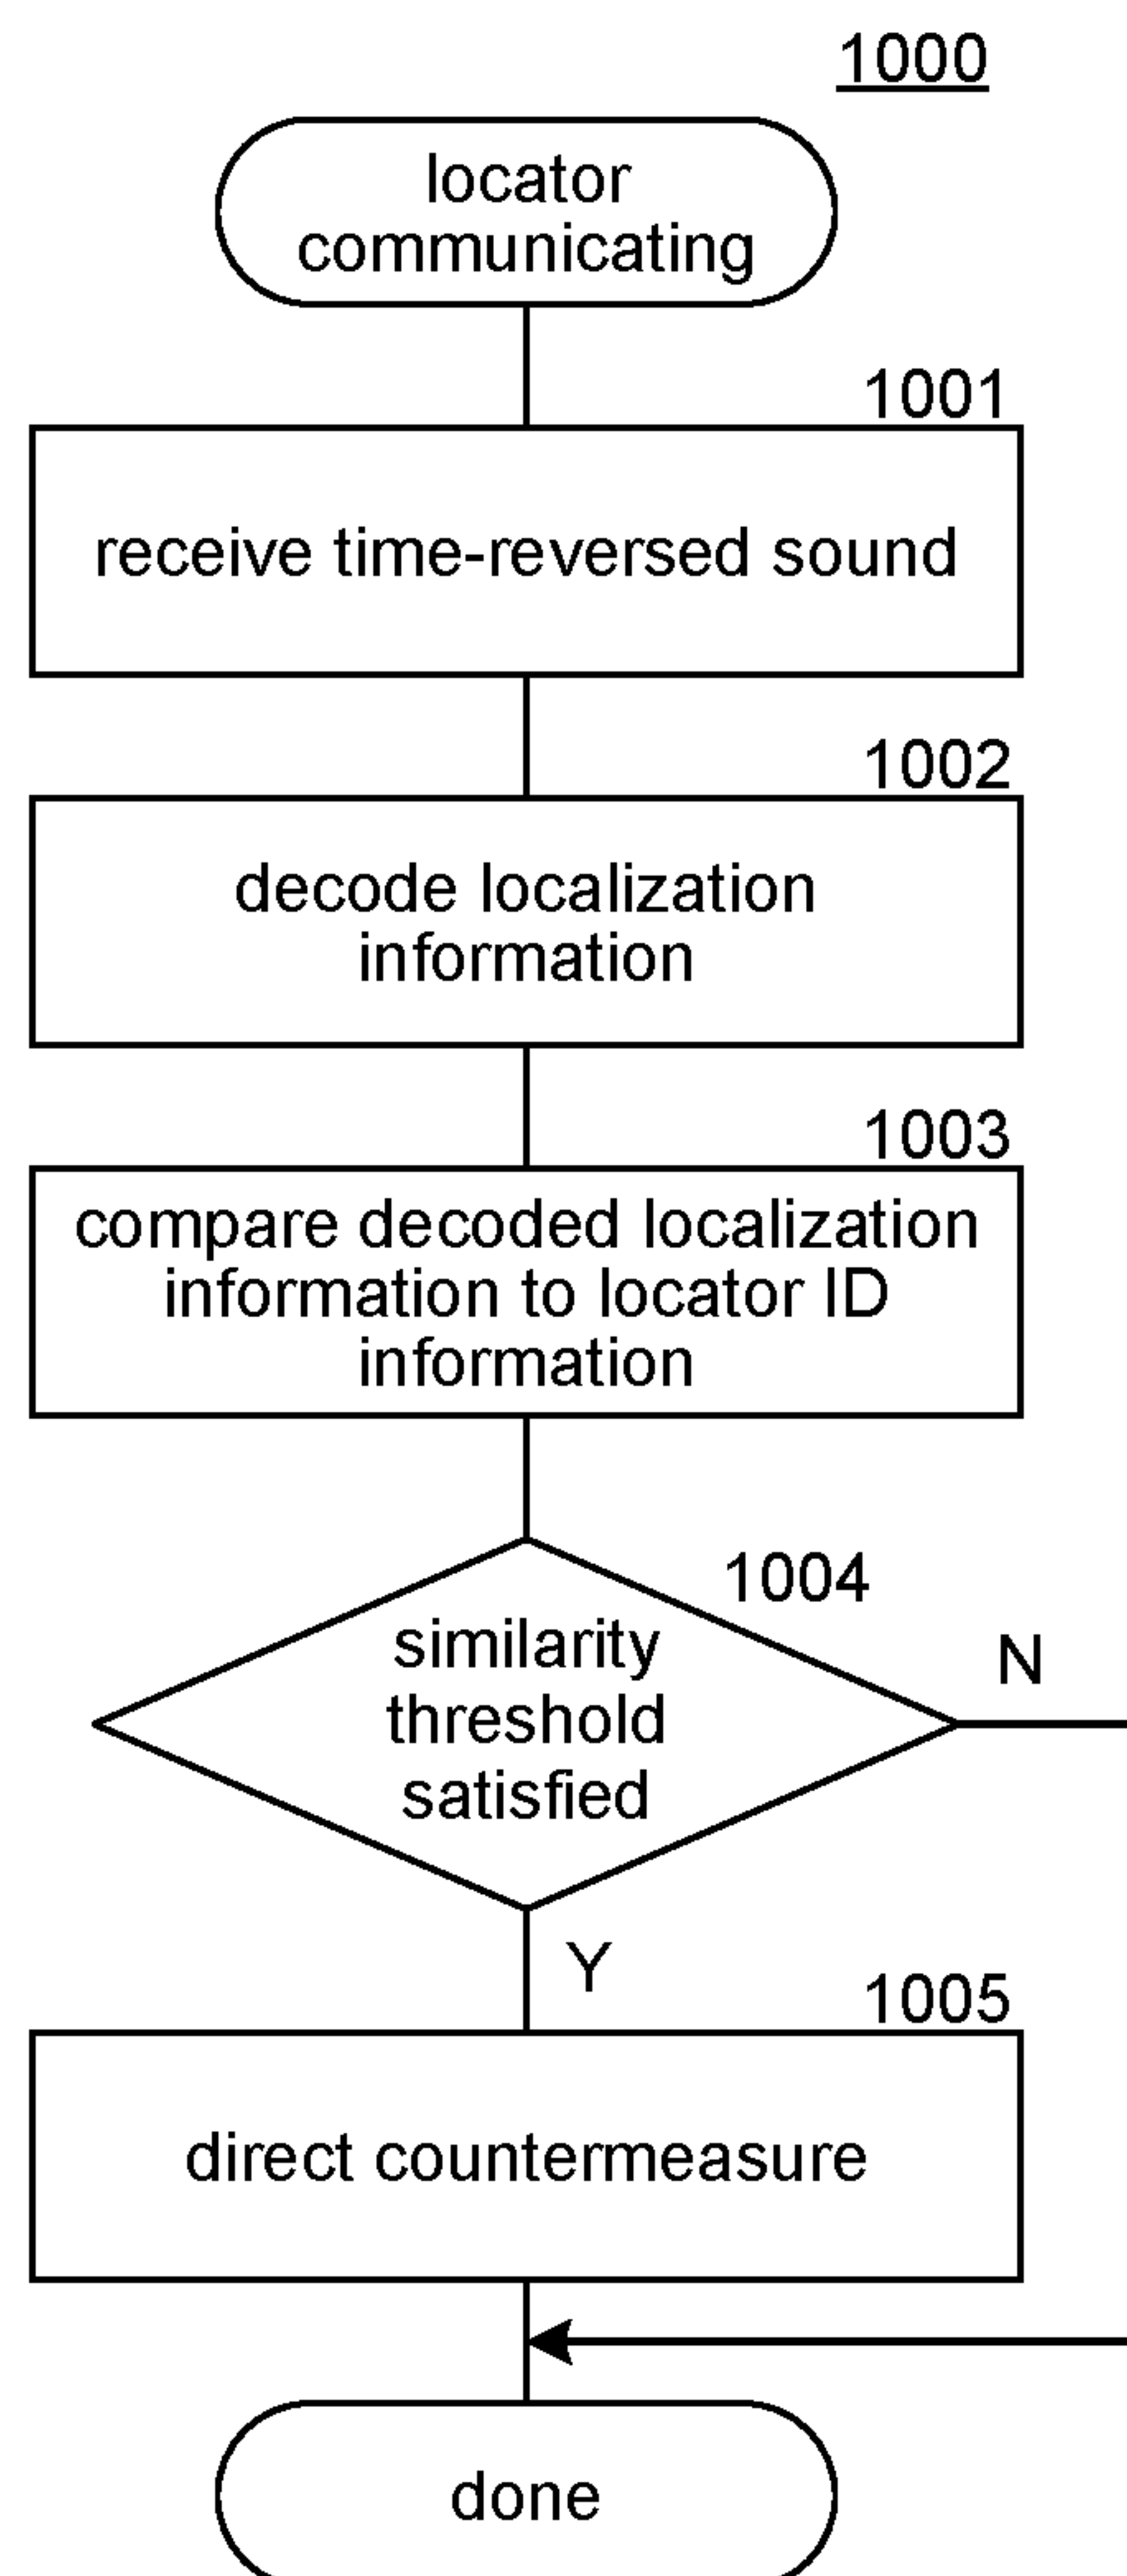 1000
locator
communicating
1001
receive time-reversed sound
1002
decode localization
information
1003
compare decoded localization
information to locator ID
information
1004
similarity
threshold
satisfied
N
Y
1005
direct countermeasure
done